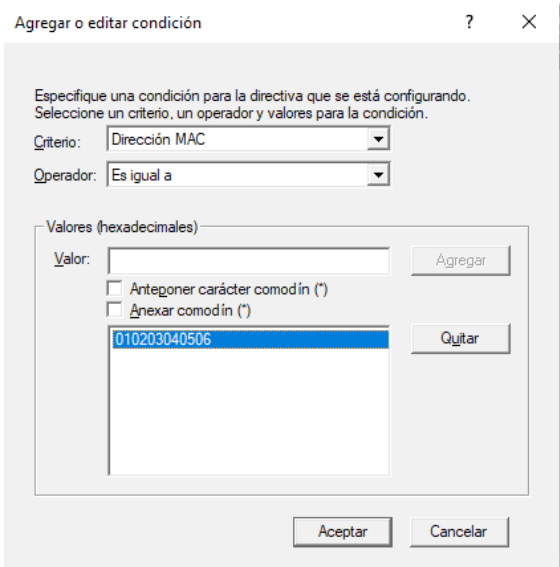 Agregar o editar condición
?
Especifique una condición para la directiva que se está configurando.
Seleccione un criterio, un operador y valores para la condición.
Criterio: Dirección MAC
Operador: Es igual a
Valores (hexadecimales)
Valor: Agregar
Anteponer carácter comodín (*)
Anexar comodín (*)
010203040506 Quitar
Aceptar Cancelar